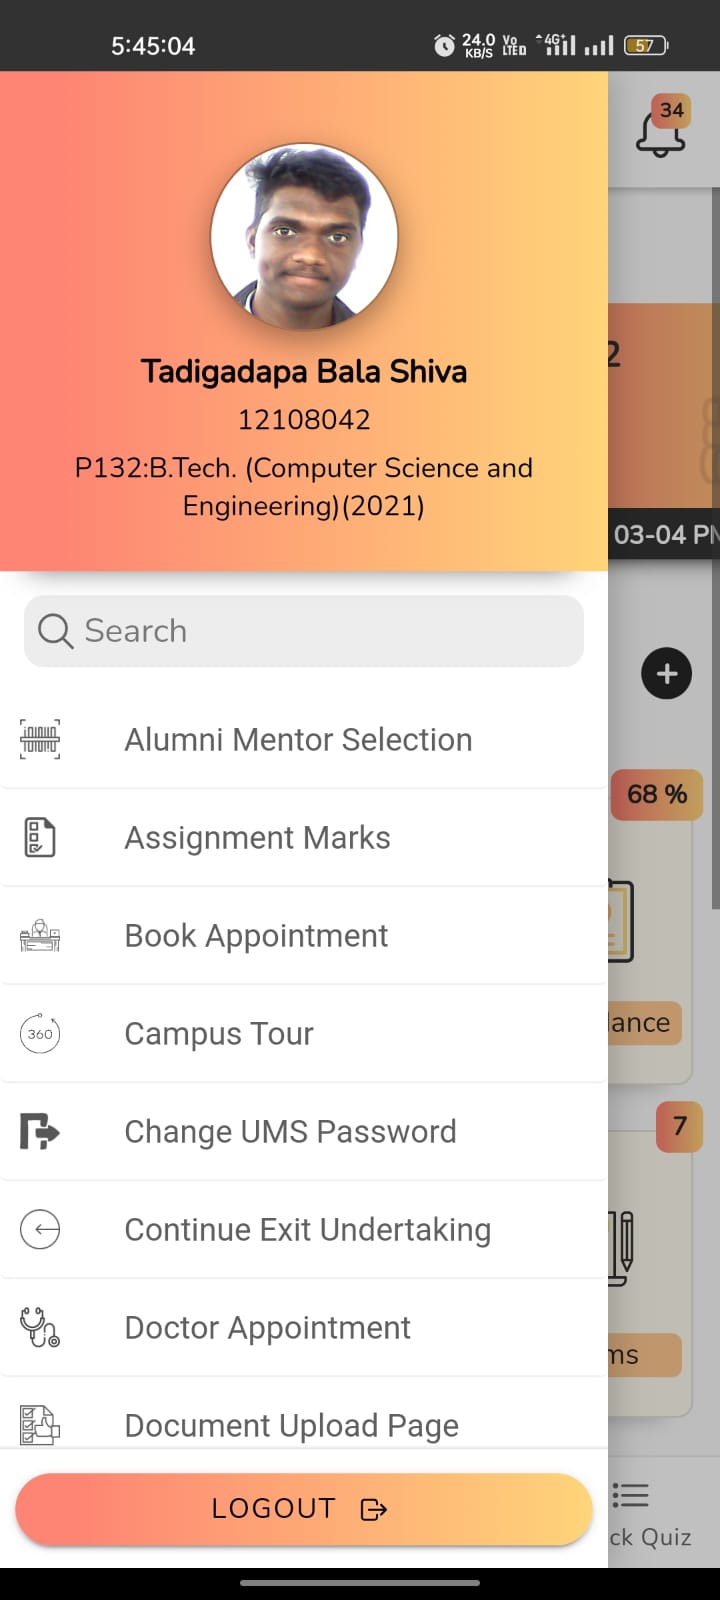 5:45:04
24.0
KB/S
Vo
LTE
4G+
57
34
Tadigadapa Bala Shiva
12108042
P132:B.Tech. (Computer Science and
Engineering)(2021)
2
03-04 PM
Search
Alumni Mentor Selection
68 %
Assignment Marks
Book Appointment
lance
360
Campus Tour
Change UMS Password
7
Continue Exit Undertaking
Doctor Appointment
ms
Document Upload Page
LOGOUT
ck Quiz